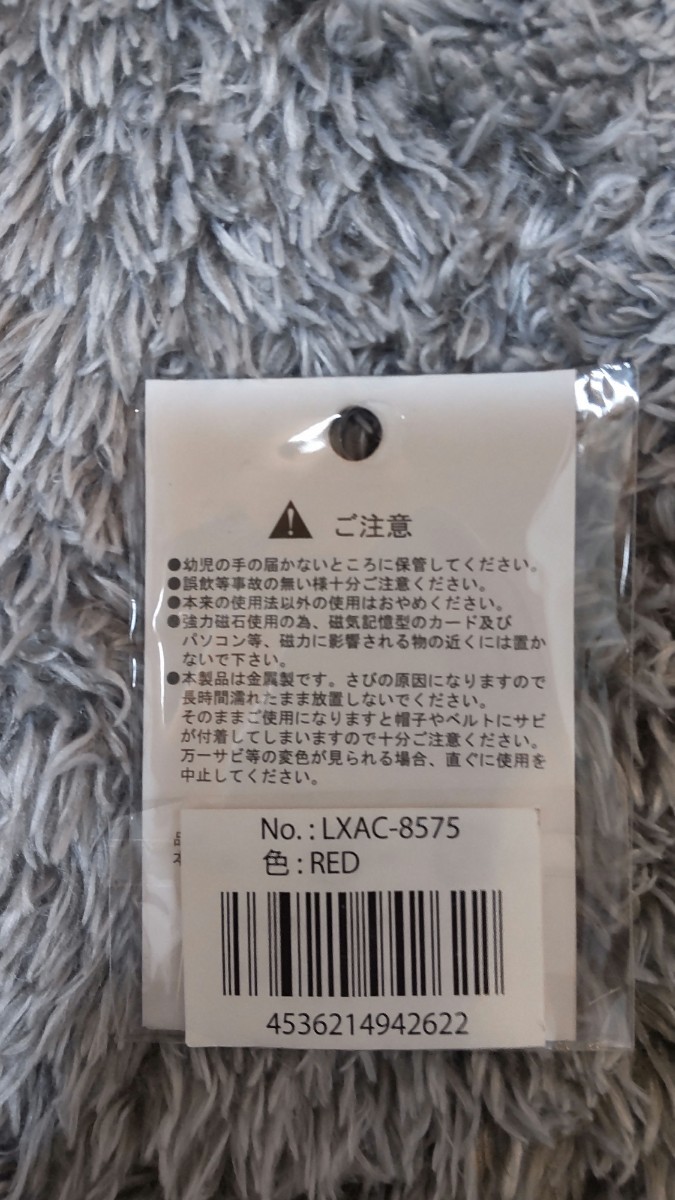 ご注意
●幼児の手の届かないところに保管してください。
●誤飲等事故の無い様十分ご注意ください。
●本来の使用法以外の使用はおやめください。
●強力磁石使用の為、磁気記憶型のカード及び
パソコン等、磁力に影響される物の近くには置か
ないで下さい。
●本製品は金属製です。さびの原因になりますので
長時間濡れたまま放置しないでください。
そのままご使用になりますと帽子やベルトにサビ
が付着してしまいますので十分ご注意ください。
万一サビ等の変色が見られる場合、直ぐに使用を
中止してください。
No. : LXAC-8575
色 : RED
4536214942622